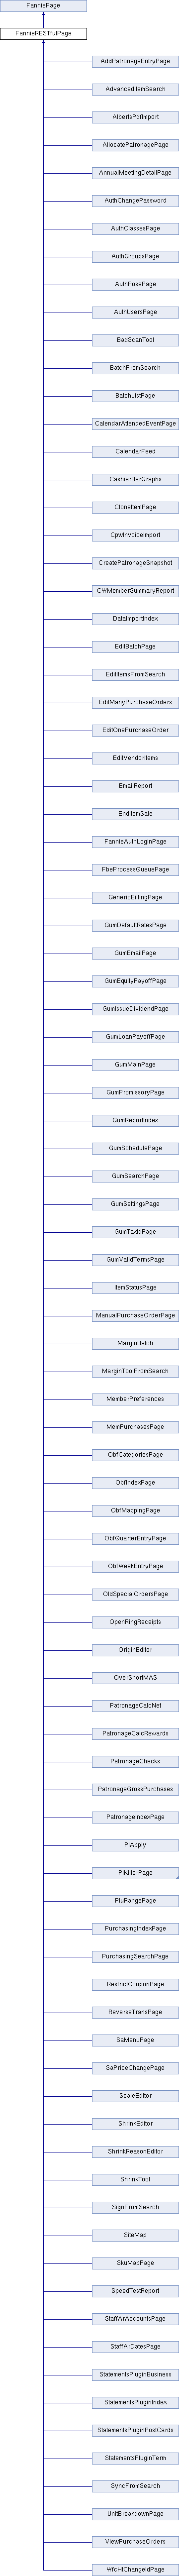 FanniePage
FannieRESTfulPage
AddPatronageEntryPage
AdvancedItemSearch
AlbertsPdfImport
AllocatePatronagePage
AnnualMeetingDetailPage
AuthChangePassword
AuthClassesPage
AuthGroupsPage
AuthPosePage
AuthUsersPage
BadScanTool
BatchFromSearch
BatchListPage
CalendarAttendedEventPage
CalendarFeed
CashierBarGraphs
CloneItemPage
CpwInvoiceImport
CreatePatronageSnapshot
CWMemberSummaryReport
DataImportIndex
EditBatchPage
EditItemsFromSearch
EditManyPurchaseOrders
EditOnePurchaseOrder
EditVendorItems
EmailReport
EndItemSale
FannieAuthLoginPage
FbeProcessQueuePage
GenericBillingPage
GumDefaultRatesPage
GumEmailPage
GumEquityPayoffPage
GumIssueDividendPage
GumLoanPayoffPage
GumMainPage
GumPromissoryPage
GumReportIndex
GumSchedulePage
GumSearchPage
GumSettingsPage
GumTaxIdPage
GumValidTermsPage
ItemStatusPage
ManualPurchaseOrderPage
MarginBatch
MarginToolFromSearch
MemberPreferences
MemPurchasesPage
ObfCategoriesPage
ObfIndexPage
ObfMappingPage
ObfQuarterEntryPage
ObfWeekEntryPage
OldSpecialOrdersPage
OpenRingReceipts
OriginEditor
OverShortMAS
PatronageCalcNet
PatronageCalcRewards
PatronageChecks
PatronageGrossPurchases
PatronageIndexPage
PIApply
PIKillerPage
PluRangePage
PurchasingIndexPage
PurchasingSearchPage
RestrictCouponPage
ReverseTransPage
SaMenuPage
SaPriceChangePage
ScaleEditor
ShrinkEditor
ShrinkReasonEditor
ShrinkTool
SignFromSearch
SiteMap
SkuMapPage
SpeedTestReport
StaffArAccountsPage
StaffArDatesPage
StatementsPluginBusiness
StatementsPluginIndex
StatementsPluginPostCards
StatementsPluginTerm
SyncFromSearch
UnitBreakdownPage
ViewPurchaseOrders
WfcHtChangeIdPage